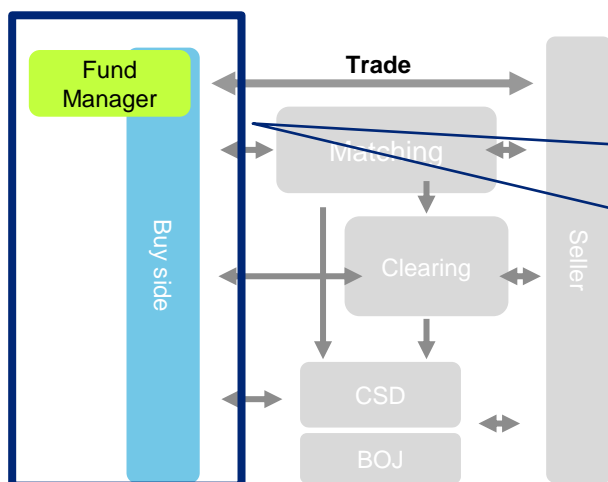 Fund
Manager
Trade
Matching
Buy side
Seller
Clearing
CSD
BOJ